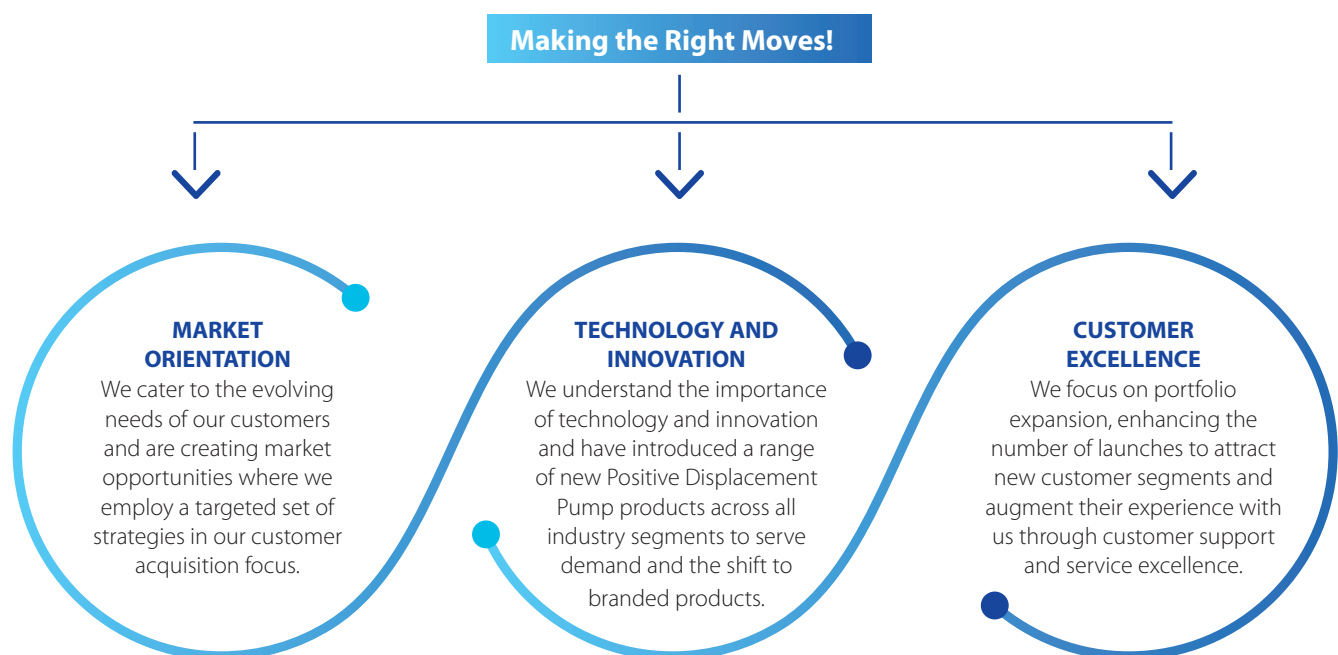 Making the Right Moves!
MARKET
ORIENTATION
We cater to the evolving
needs of our customers
and are creating market
opportunities where we
employ a targeted set of
strategies in our customer
acquisition focus.
TECHNOLOGY AND
INNOVATION
We understand the importance
of technology and innovation
and have introduced a range
of new Positive Displacement
Pump products across all
industry segments to serve
demand and the shift to
branded products.
CUSTOMER
EXCELLENCE
We focus on portfolio
expansion, enhancing the
number of launches to attract
new customer segments and
augment their experience with
us through customer support
and service excellence.